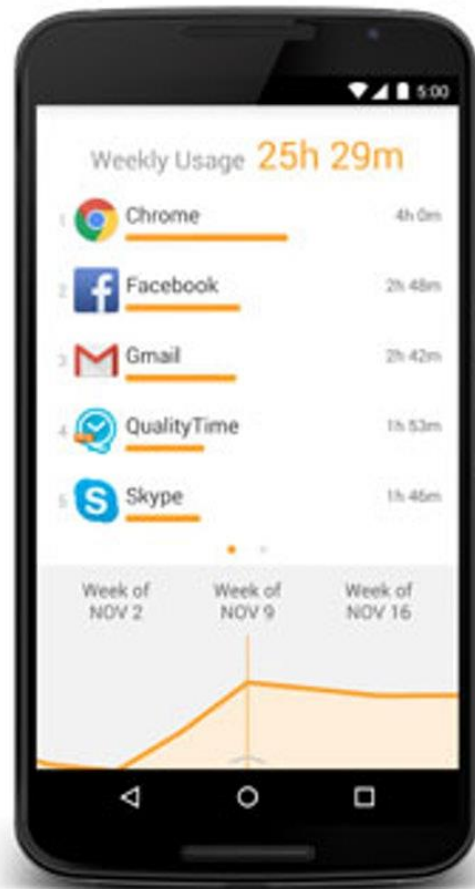 5:00
Weekly Usage 25h 29m
1 Chrome 4h 0m
2 Facebook 2h 48m
3 Gmail 2h 42m
4 QualityTime 1h 53m
5 Skype 1h 46m
Week of Week of Week of
NOV 2 NOV 9 NOV 16